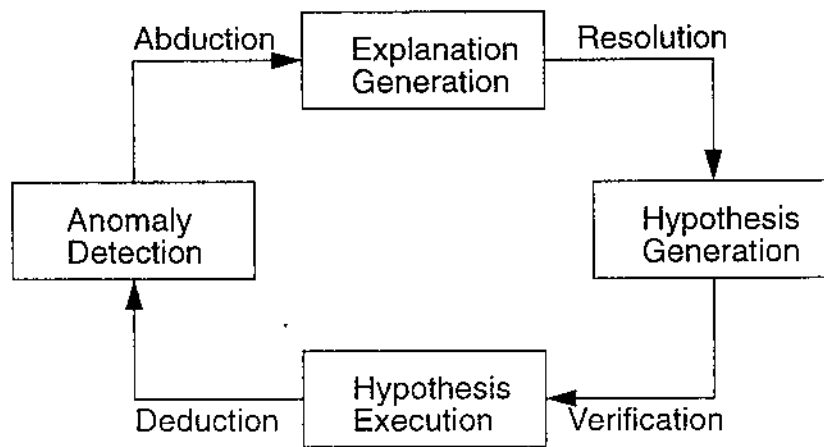 Abduction
Explanation
Generation
Resolution
Anomaly
Detection
Hypothesis
Generation
Deduction
Hypothesis
Execution
Verification